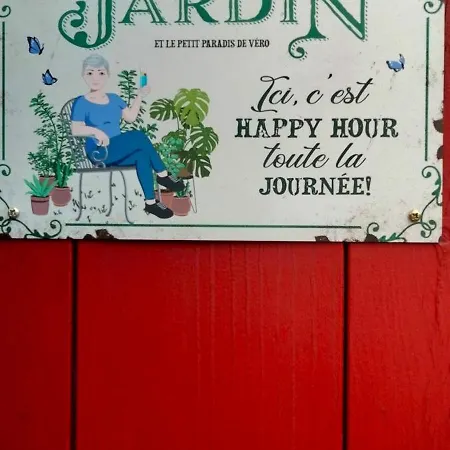 JARDIN
ET LE PETIT PARADIS DE VÉRO
Ici, c'est
HAPPY HOUR
toute la
JOURNÉE!